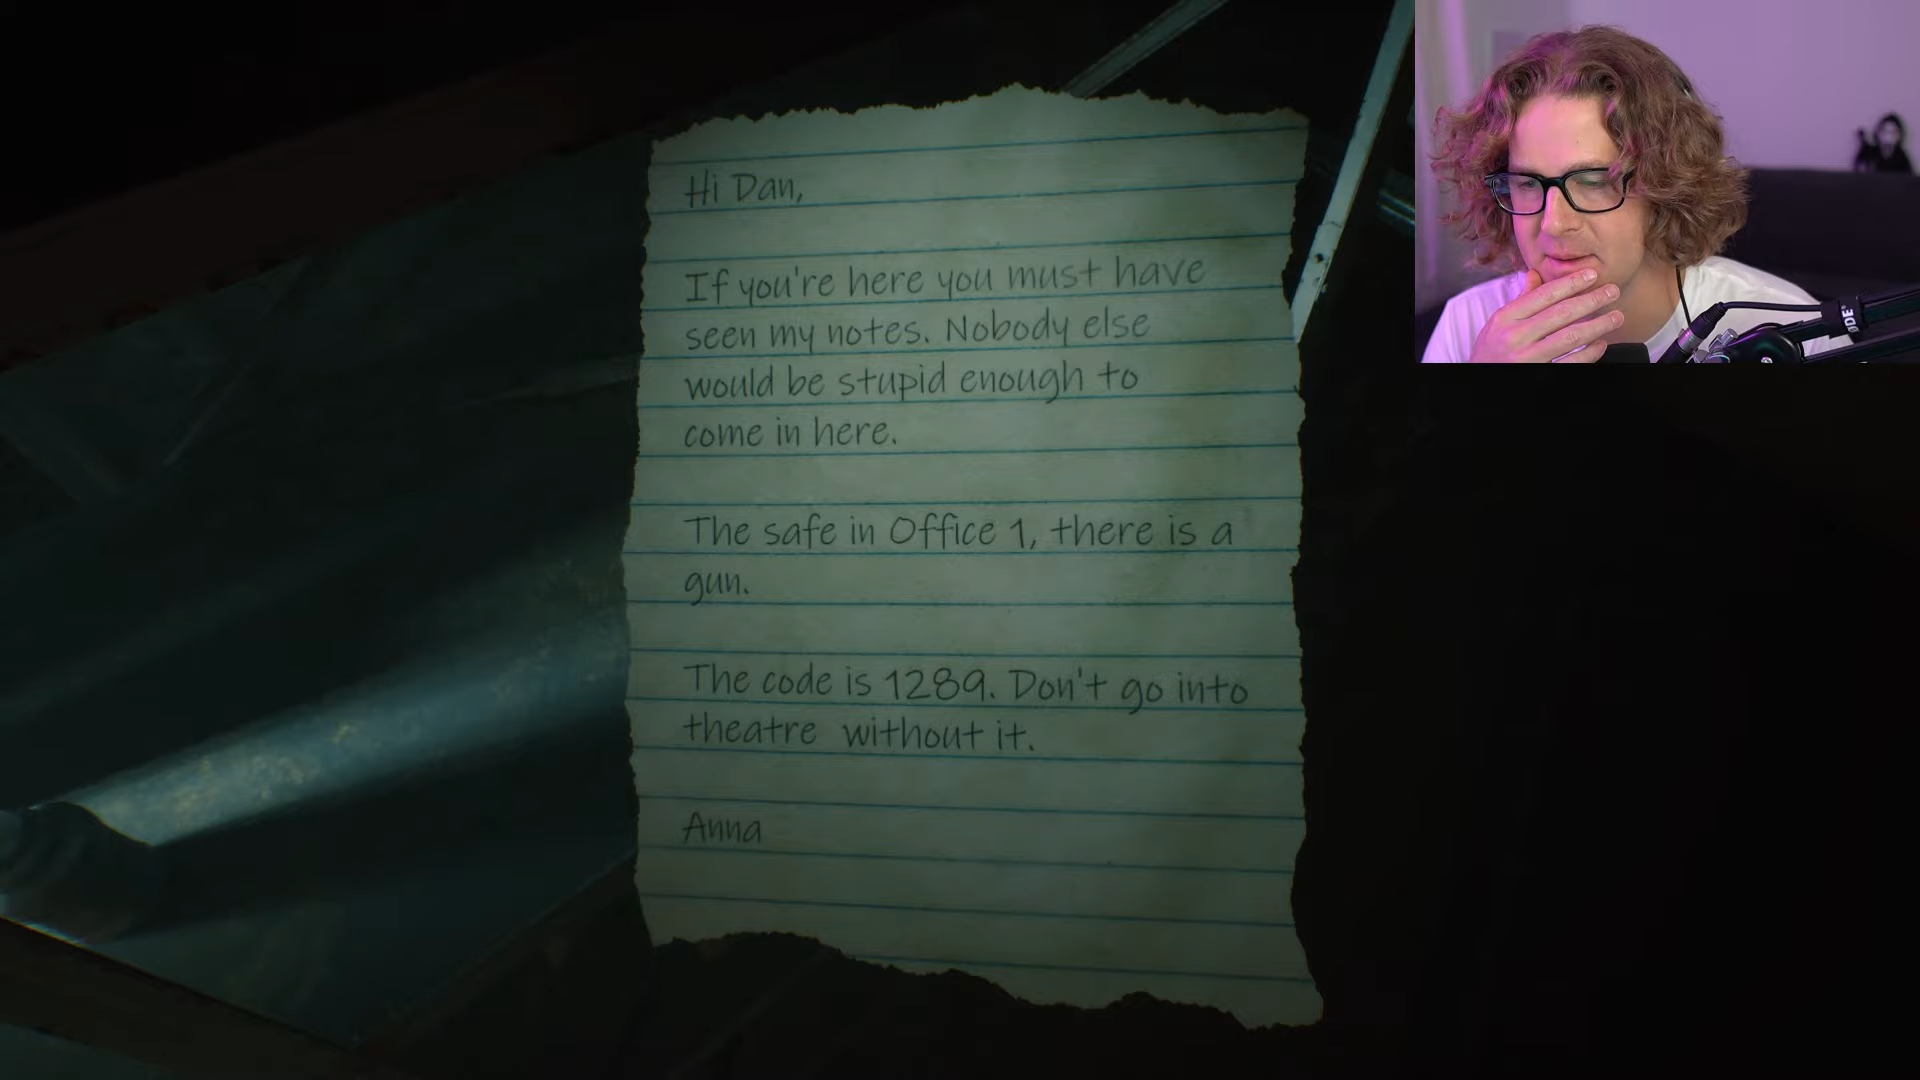 Hi Dan,
If you're here you must have
seen my notes. Nobody else
would be stupid enough to
come in here.
The safe in Office 1, there is a
gun.
The code is 1289. Don't go into
theatre without it.
Anna